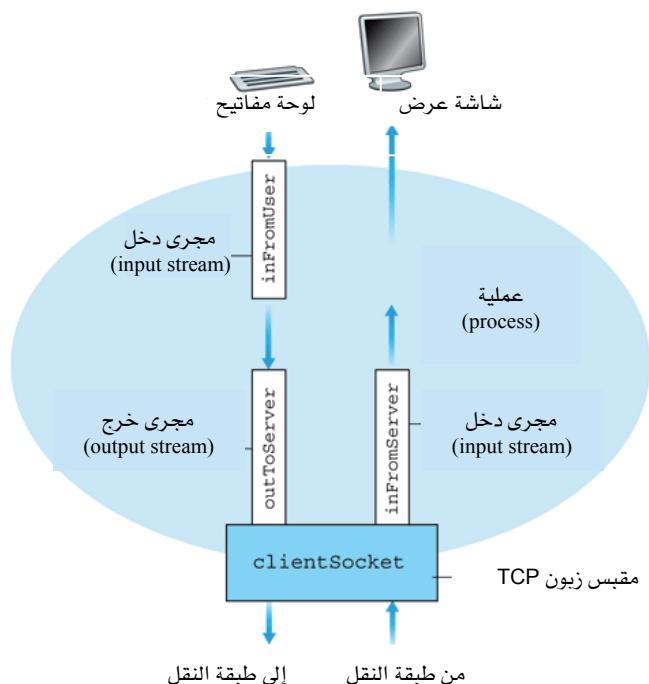 لوحة مفاتيح
شاشة عرض
inFromUser
مجرى دخل
(input stream)
عملية
(process)
مجرى خرج
(output stream)
outToServer
inFromServer
مجرى دخل
(input stream)
clientSocket
مقبس زبون TCP
إلى طبقة النقل
من طبقة النقل